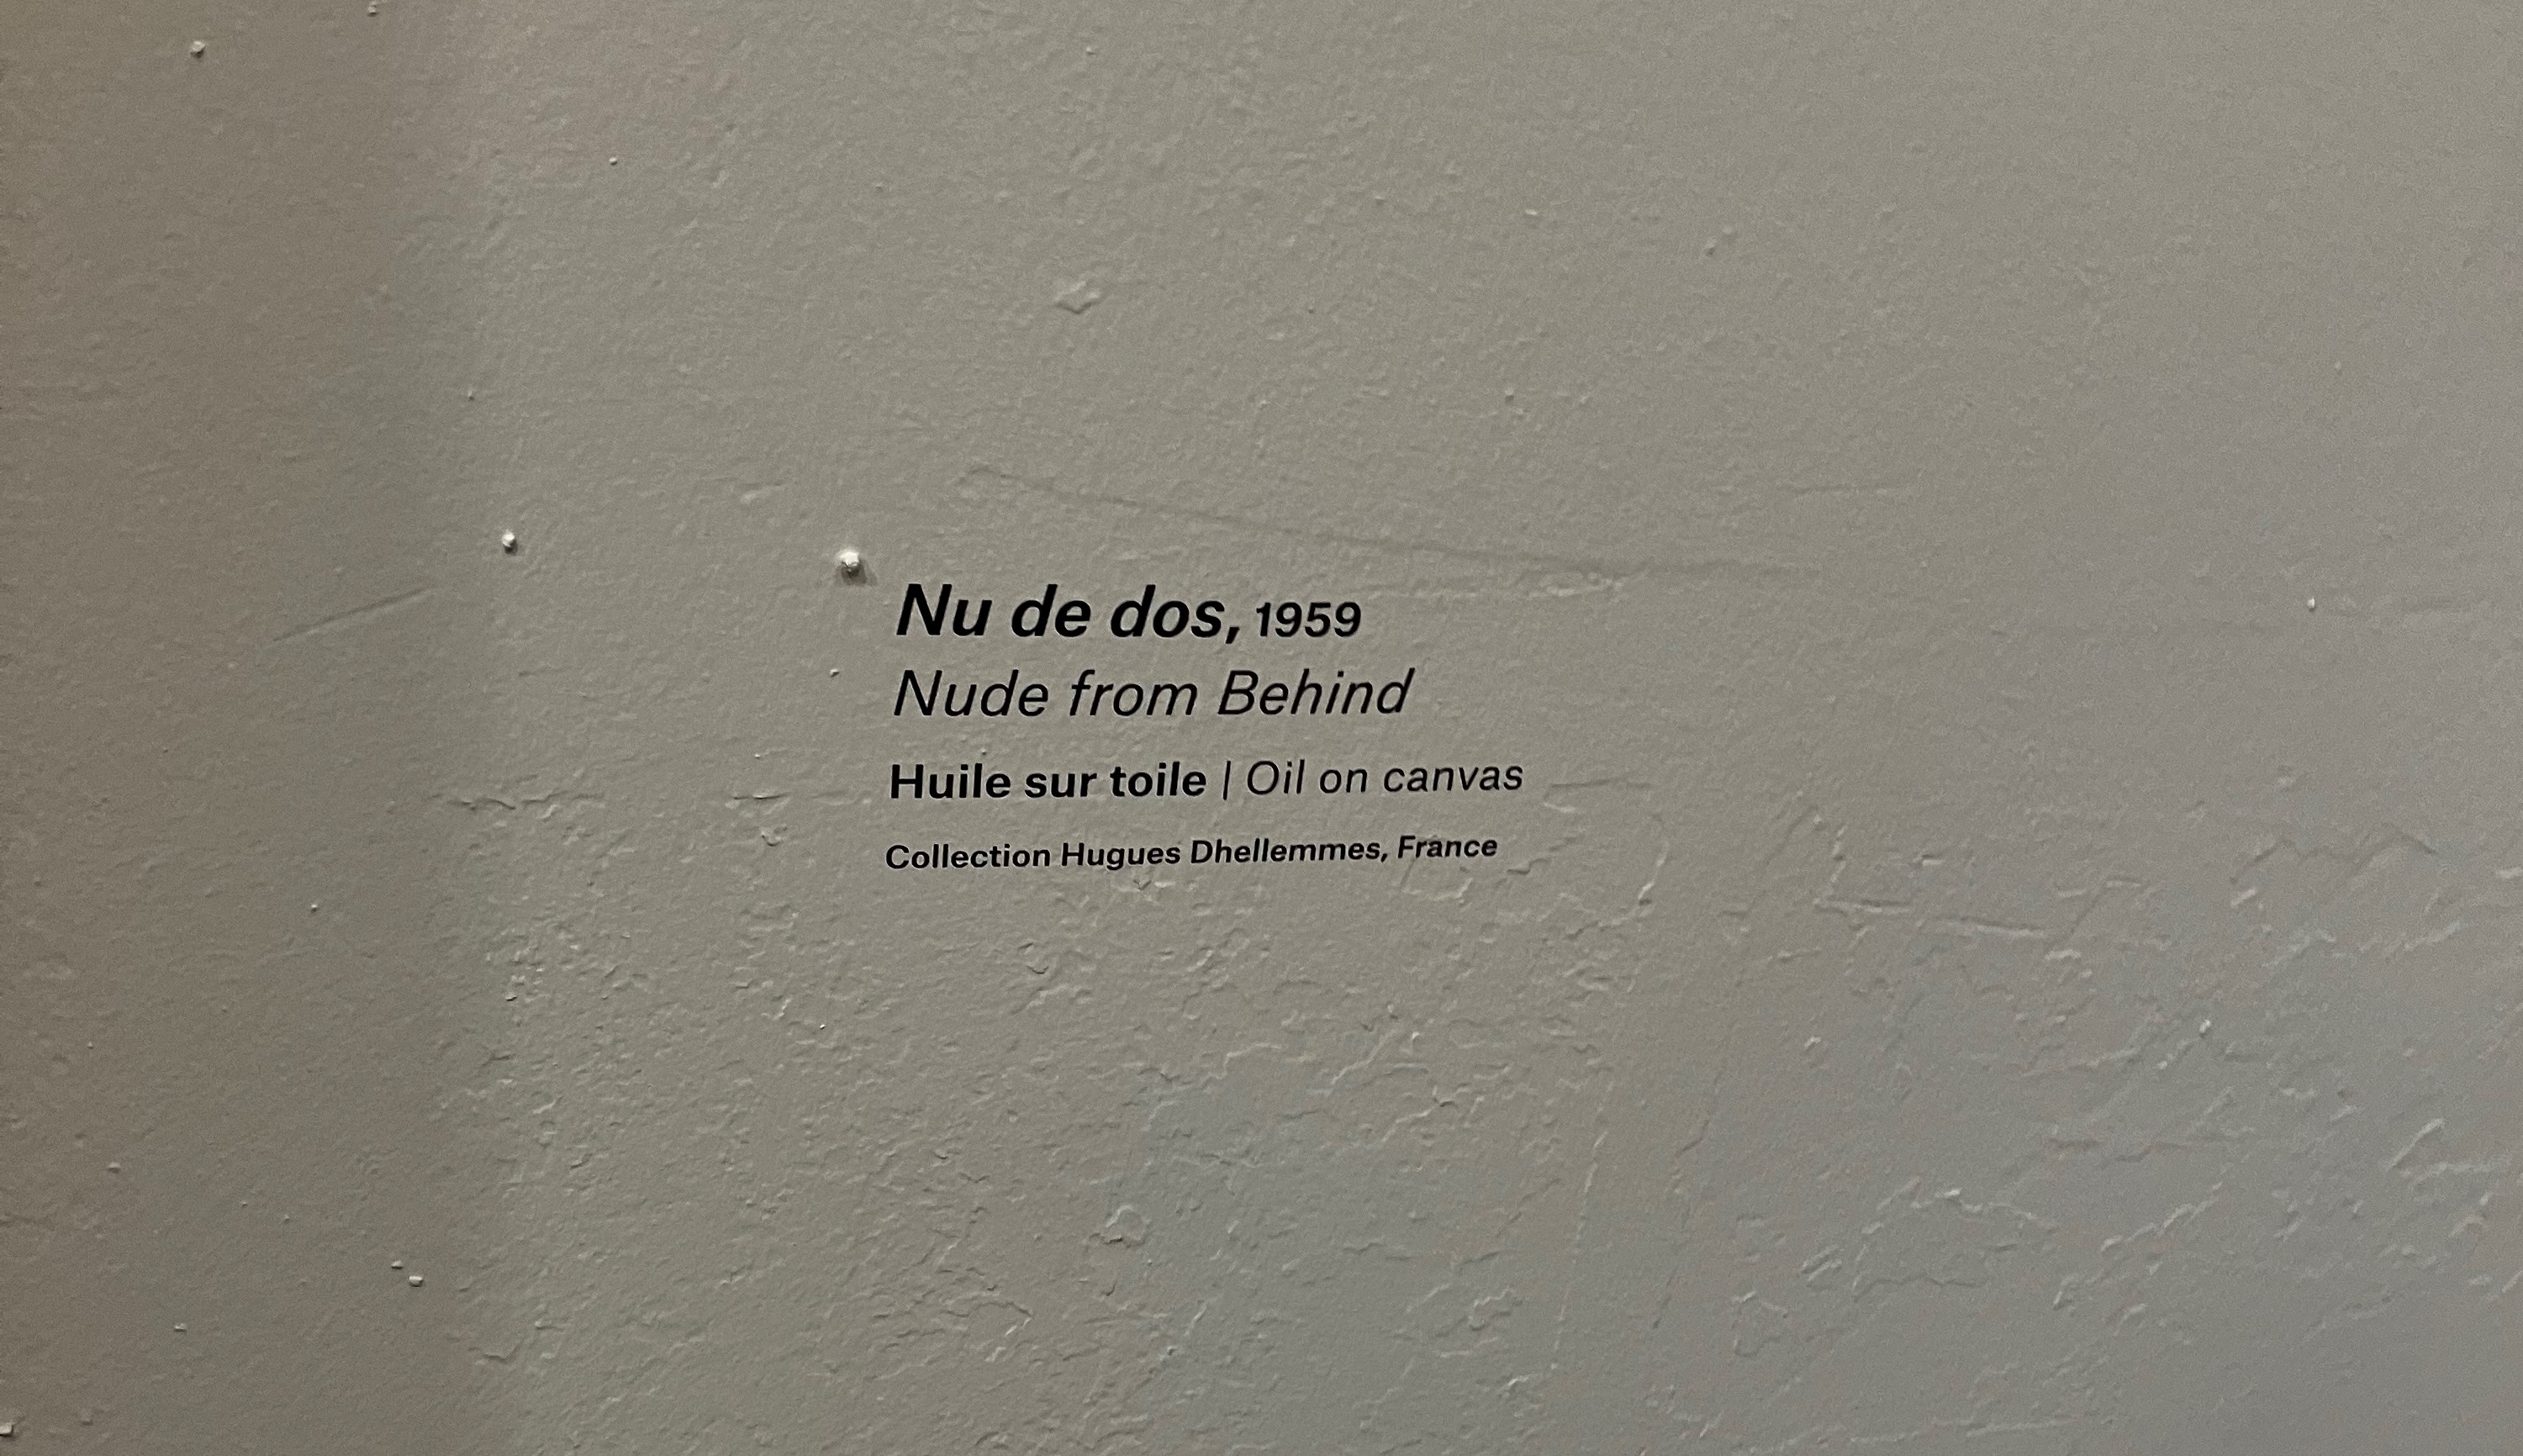 Nu de dos, 1959
Nude from Behind
Huile sur toile | Oil on canvas
Collection Hugues Dhellemmes, France